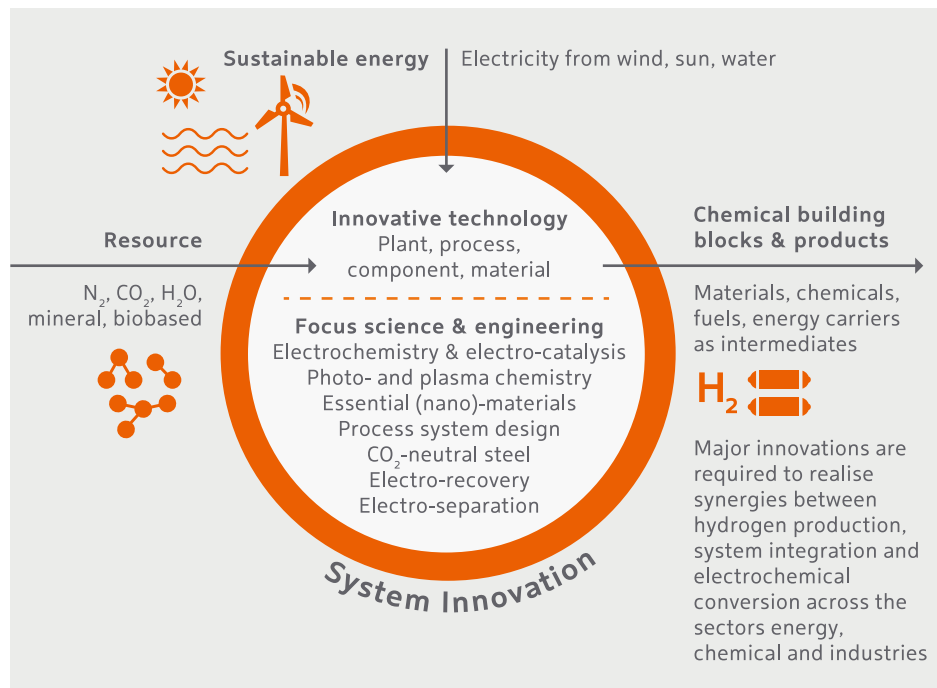 Sustainable energy
Electricity from wind, sun, water
Resource
N₂, CO₂, H₂O,
mineral, biobased
Innovative technology
Plant, process,
component, material
Focus science & engineering
Electrochemistry & electro-catalysis
Photo- and plasma chemistry
Essential (nano)-materials
Process system design
CO₂-neutral steel
Electro-recovery
Electro-separation
System Innovation
Chemical building
blocks & products
Materials, chemicals,
fuels, energy carriers
as intermediates
H₂
Major innovations are
required to realise
synergies between
hydrogen production,
system integration and
electrochemical
conversion across the
sectors energy,
chemical and industries